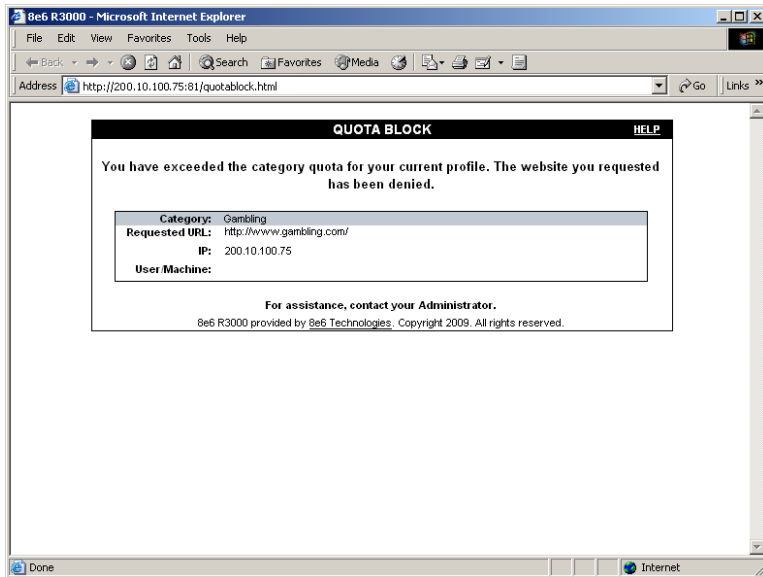 8e6 R3000 - Microsoft Internet Explorer
File Edit View Favorites Tools Help
Back Search Favorites Media
Address http://200.10.100.75:81/quotablock.html Go Links »
QUOTA BLOCK HELP
You have exceeded the category quota for your current profile. The website you requested
has been denied.
Category: Gambling
Requested URL: http://www.gambling.com/
IP: 200.10.100.75
User/Machine:
For assistance, contact your Administrator.
8e6 R3000 provided by 8e6 Technologies. Copyright 2009. All rights reserved.
Done Internet